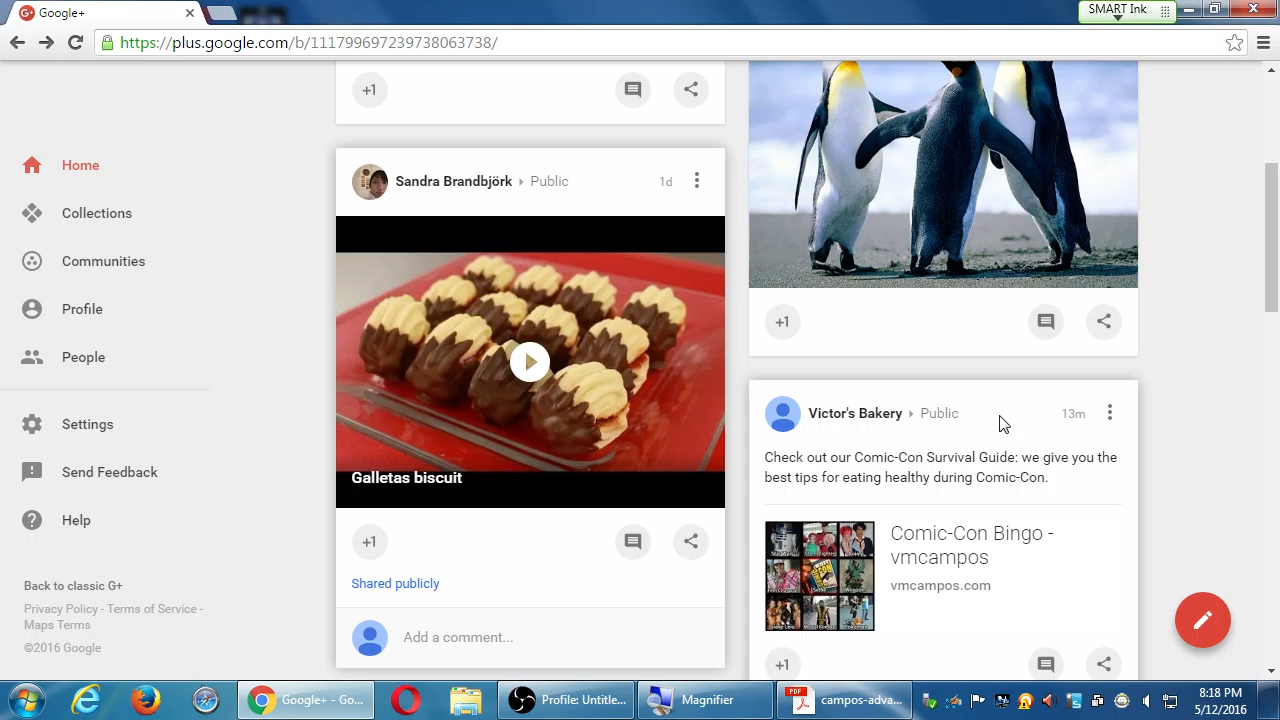 Google+
SMART Ink
https://plus.google.com/b/111799697239738063738/
Home
Collections
Communities
Profile
People
Settings
Send Feedback
Help
Back to classic G+
Privacy Policy - Terms of Service -
Maps Terms
©2016 Google
+1
Sandra Brandbjörk
Public
1d
Galletas biscuit
+1
Shared publicly
Add a comment...
+1
Victor's Bakery
Public
13m
Check out our Comic-Con Survival Guide: we give you the
best tips for eating healthy during Comic-Con.
Comic-Con Bingo -
vmcampos
vmcampos.com
+1
Google+ - Go...
Profile: Untitle...
Magnifier
PDF
campos-adva...
8:18 PM
5/12/2016